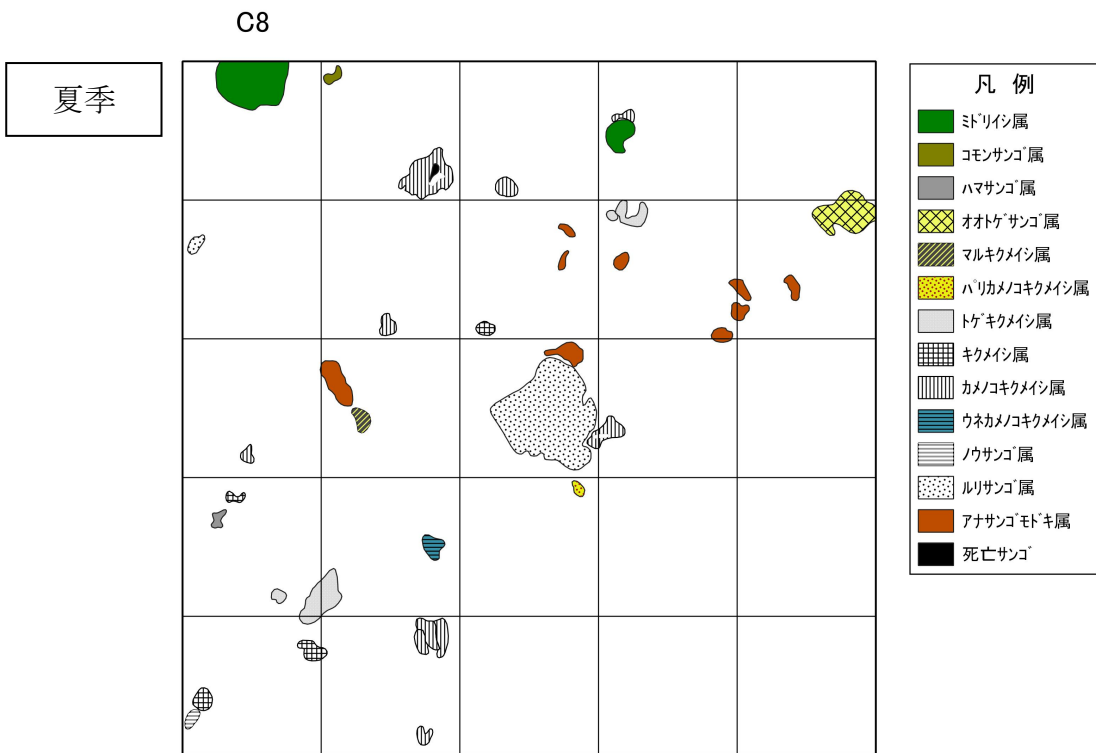 C8
夏季
凡 例
ミドリイシ属
コモンサンゴ属
ハマサンゴ属
オオトゲサンゴ属
マルキクメイシ属
パリカメノコキクメイシ属
トゲキクメイシ属
キクメイシ属
カメノコキクメイシ属
ウネカメノコキクメイシ属
ノウサンゴ属
ルリサンゴ属
アナサンゴモドキ属
死亡サンゴ